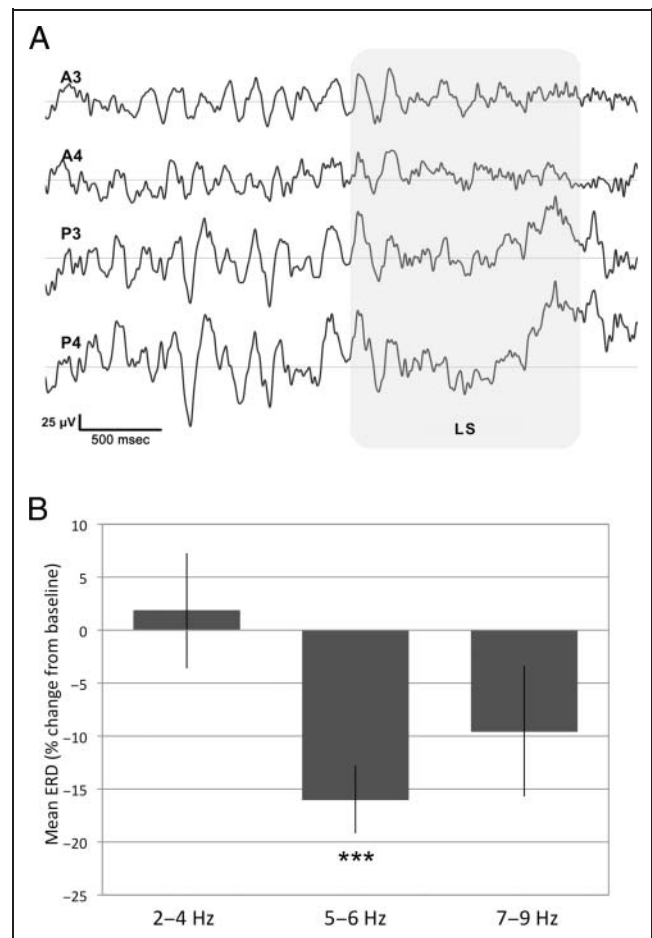 A
A3
A4
P3
P4
25 µV
500 msec
LS
B
Mean ERD (% change from baseline)
10
5
0
−5
−10
−15
−20
−25
***
2–4 Hz
5–6 Hz
7–9 Hz